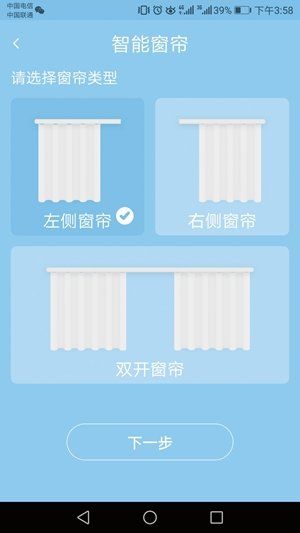 中国电信
中国联通
39% 下午3:58
智能窗帘
请选择窗帘类型
左侧窗帘
右侧窗帘
双开窗帘
下一步